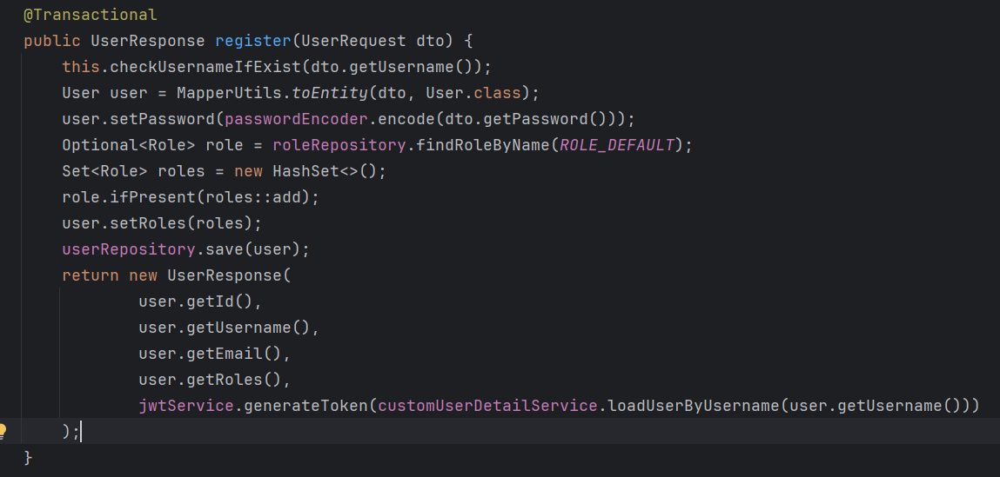 @Transactional
public UserResponse register(UserRequest dto) {
this.checkUsernameIfExist(dto.getUsername());
User user = MapperUtils.toEntity(dto, User.class);
user.setPassword(passwordEncoder.encode(dto.getPassword()));
Optional<Role> role = roleRepository.findRoleByName(ROLE_DEFAULT);
Set<Role> roles = new HashSet<>();
role.ifPresent(roles::add);
user.setRoles(roles);
userRepository.save(user);
return new UserResponse(
user.getId(),
user.getUsername(),
user.getEmail(),
user.getRoles(),
jwtService.generateToken(customUserDetailService.loadUserByUsername(user.getUsername()))
);
}